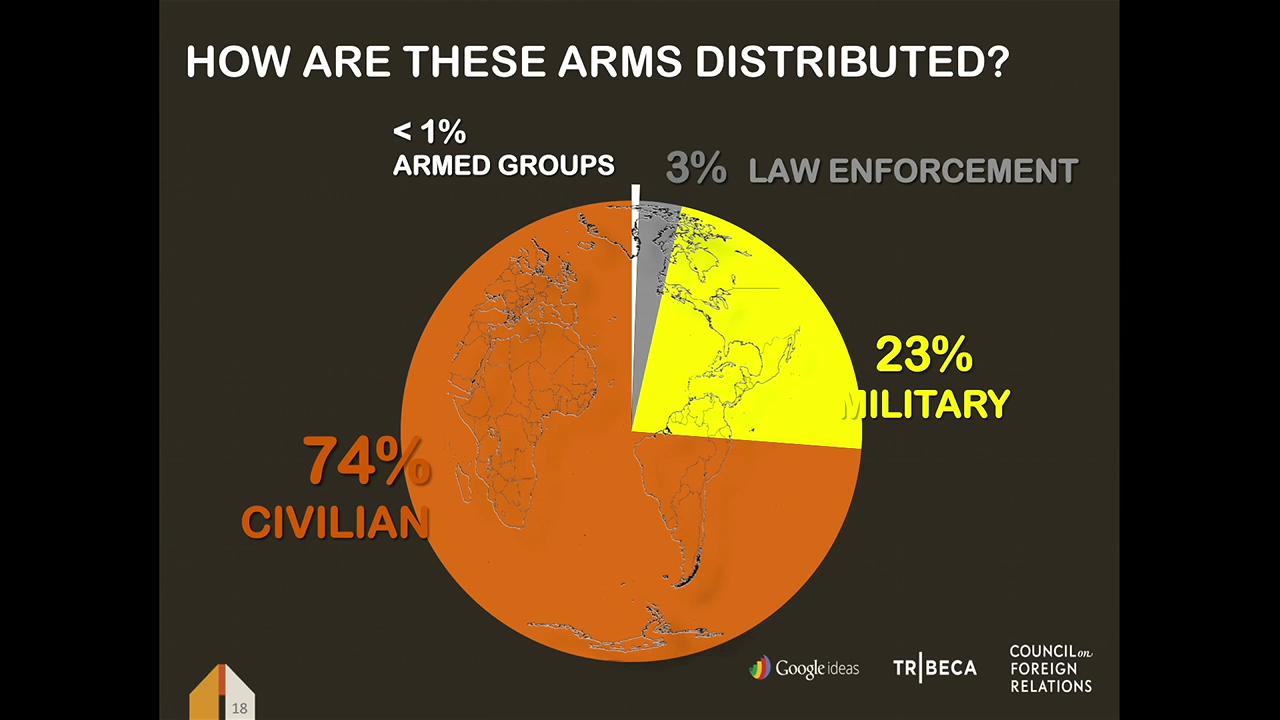 HOW ARE THESE ARMS DISTRIBUTED?
< 1%
ARMED GROUPS
3% LAW ENFORCEMENT
23%
MILITARY
74%
CIVILIAN
Google ideas
TRIBECA
COUNCIL on
FOREIGN
RELATIONS
18